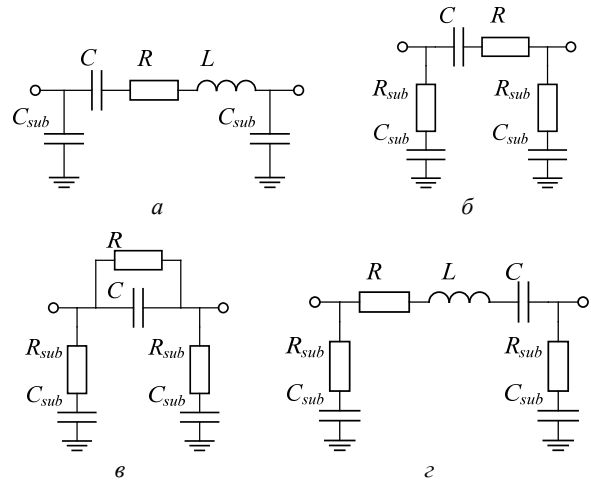 C R L
C_sub C_sub
а
C R
R_sub R_sub
C_sub C_sub
б
R
C
R_sub R_sub
C_sub C_sub
в
R L C
R_sub R_sub
C_sub C_sub
г